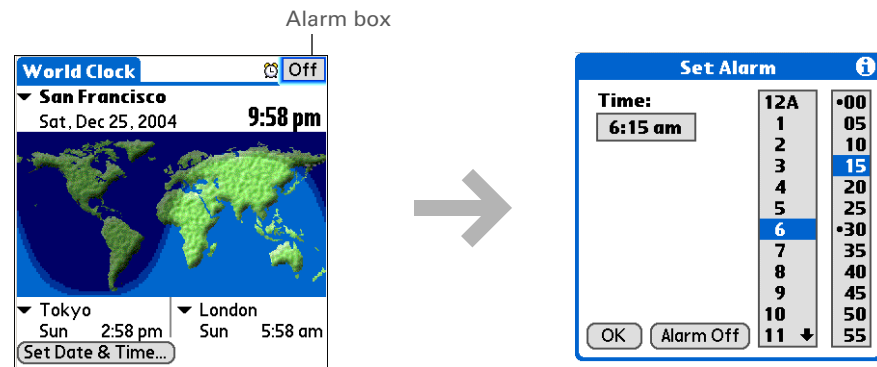 Alarm box
World Clock
Off
San Francisco
Sat, Dec 25, 2004 9:58 pm
Tokyo
Sun 2:58 pm
London
Sun 5:58 am
Set Date & Time...
Set Alarm
Time:
6:15 am
12A •00
1 05
2 10
3 15
4 20
5 25
6 •30
7 35
8 40
9 45
10 50
11 55
OK Alarm Off